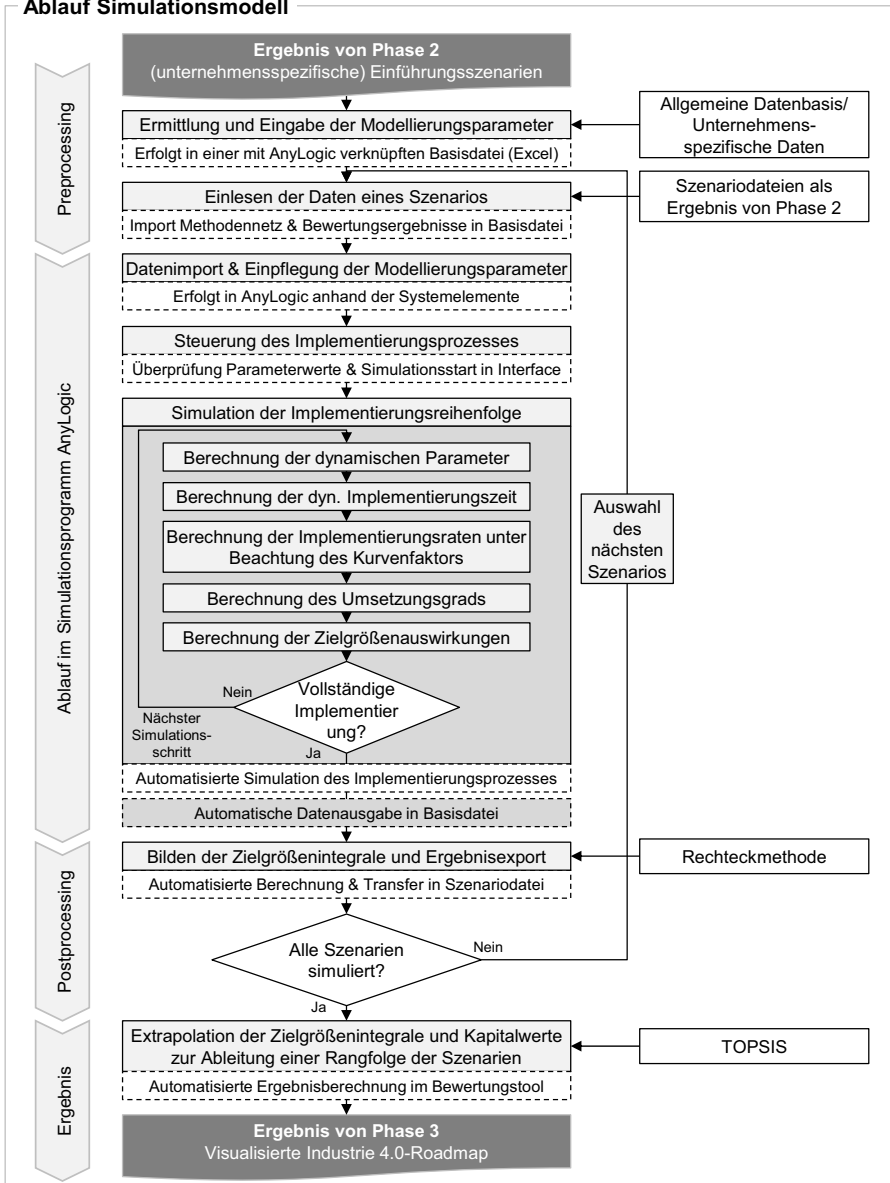 Ablauf Simulationsmodell
Preprocessing
Ergebnis von Phase 2
(unternehmensspezifische) Einführungsszenarien
Ermittlung und Eingabe der Modellierungsparameter
Erfolgt in einer mit AnyLogic verknüpften Basisdatei (Excel)
Allgemeine Datenbasis/
Unternehmens-
spezifische Daten
Einlesen der Daten eines Szenarios
Import Methodennetz & Bewertungsergebnisse in Basisdatei
Szenariodateien als
Ergebnis von Phase 2
Ablauf im Simulationsprogramm AnyLogic
Datenimport & Einpflegung der Modellierungsparameter
Erfolgt in AnyLogic anhand der Systemelemente
Steuerung des Implementierungsprozesses
Überprüfung Parameterwerte & Simulationsstart in Interface
Simulation der Implementierungsreihenfolge
Berechnung der dynamischen Parameter
Berechnung der dyn. Implementierungszeit
Berechnung der Implementierungsraten unter
Beachtung des Kurvenfaktors
Berechnung des Umsetzungsgrads
Berechnung der Zielgrößenauswirkungen
Auswahl
des
nächsten
Szenarios
Nein
Vollständige
Implementier
ung?
Nächster
Simulations-
schritt
Ja
Automatisierte Simulation des Implementierungsprozesses
Automatische Datenausgabe in Basisdatei
Postprocessing
Bilden der Zielgrößenintegrale und Ergebnisexport
Automatisierte Berechnung & Transfer in Szenariodatei
Rechteckmethode
Alle Szenarien
simuliert?
Nein
Ja
Ergebnis
Extrapolation der Zielgrößenintegrale und Kapitalwerte
zur Ableitung einer Rangfolge der Szenarien
Automatisierte Ergebnisberechnung im Bewertungstool
TOPSIS
Ergebnis von Phase 3
Visualisierte Industrie 4.0-Roadmap